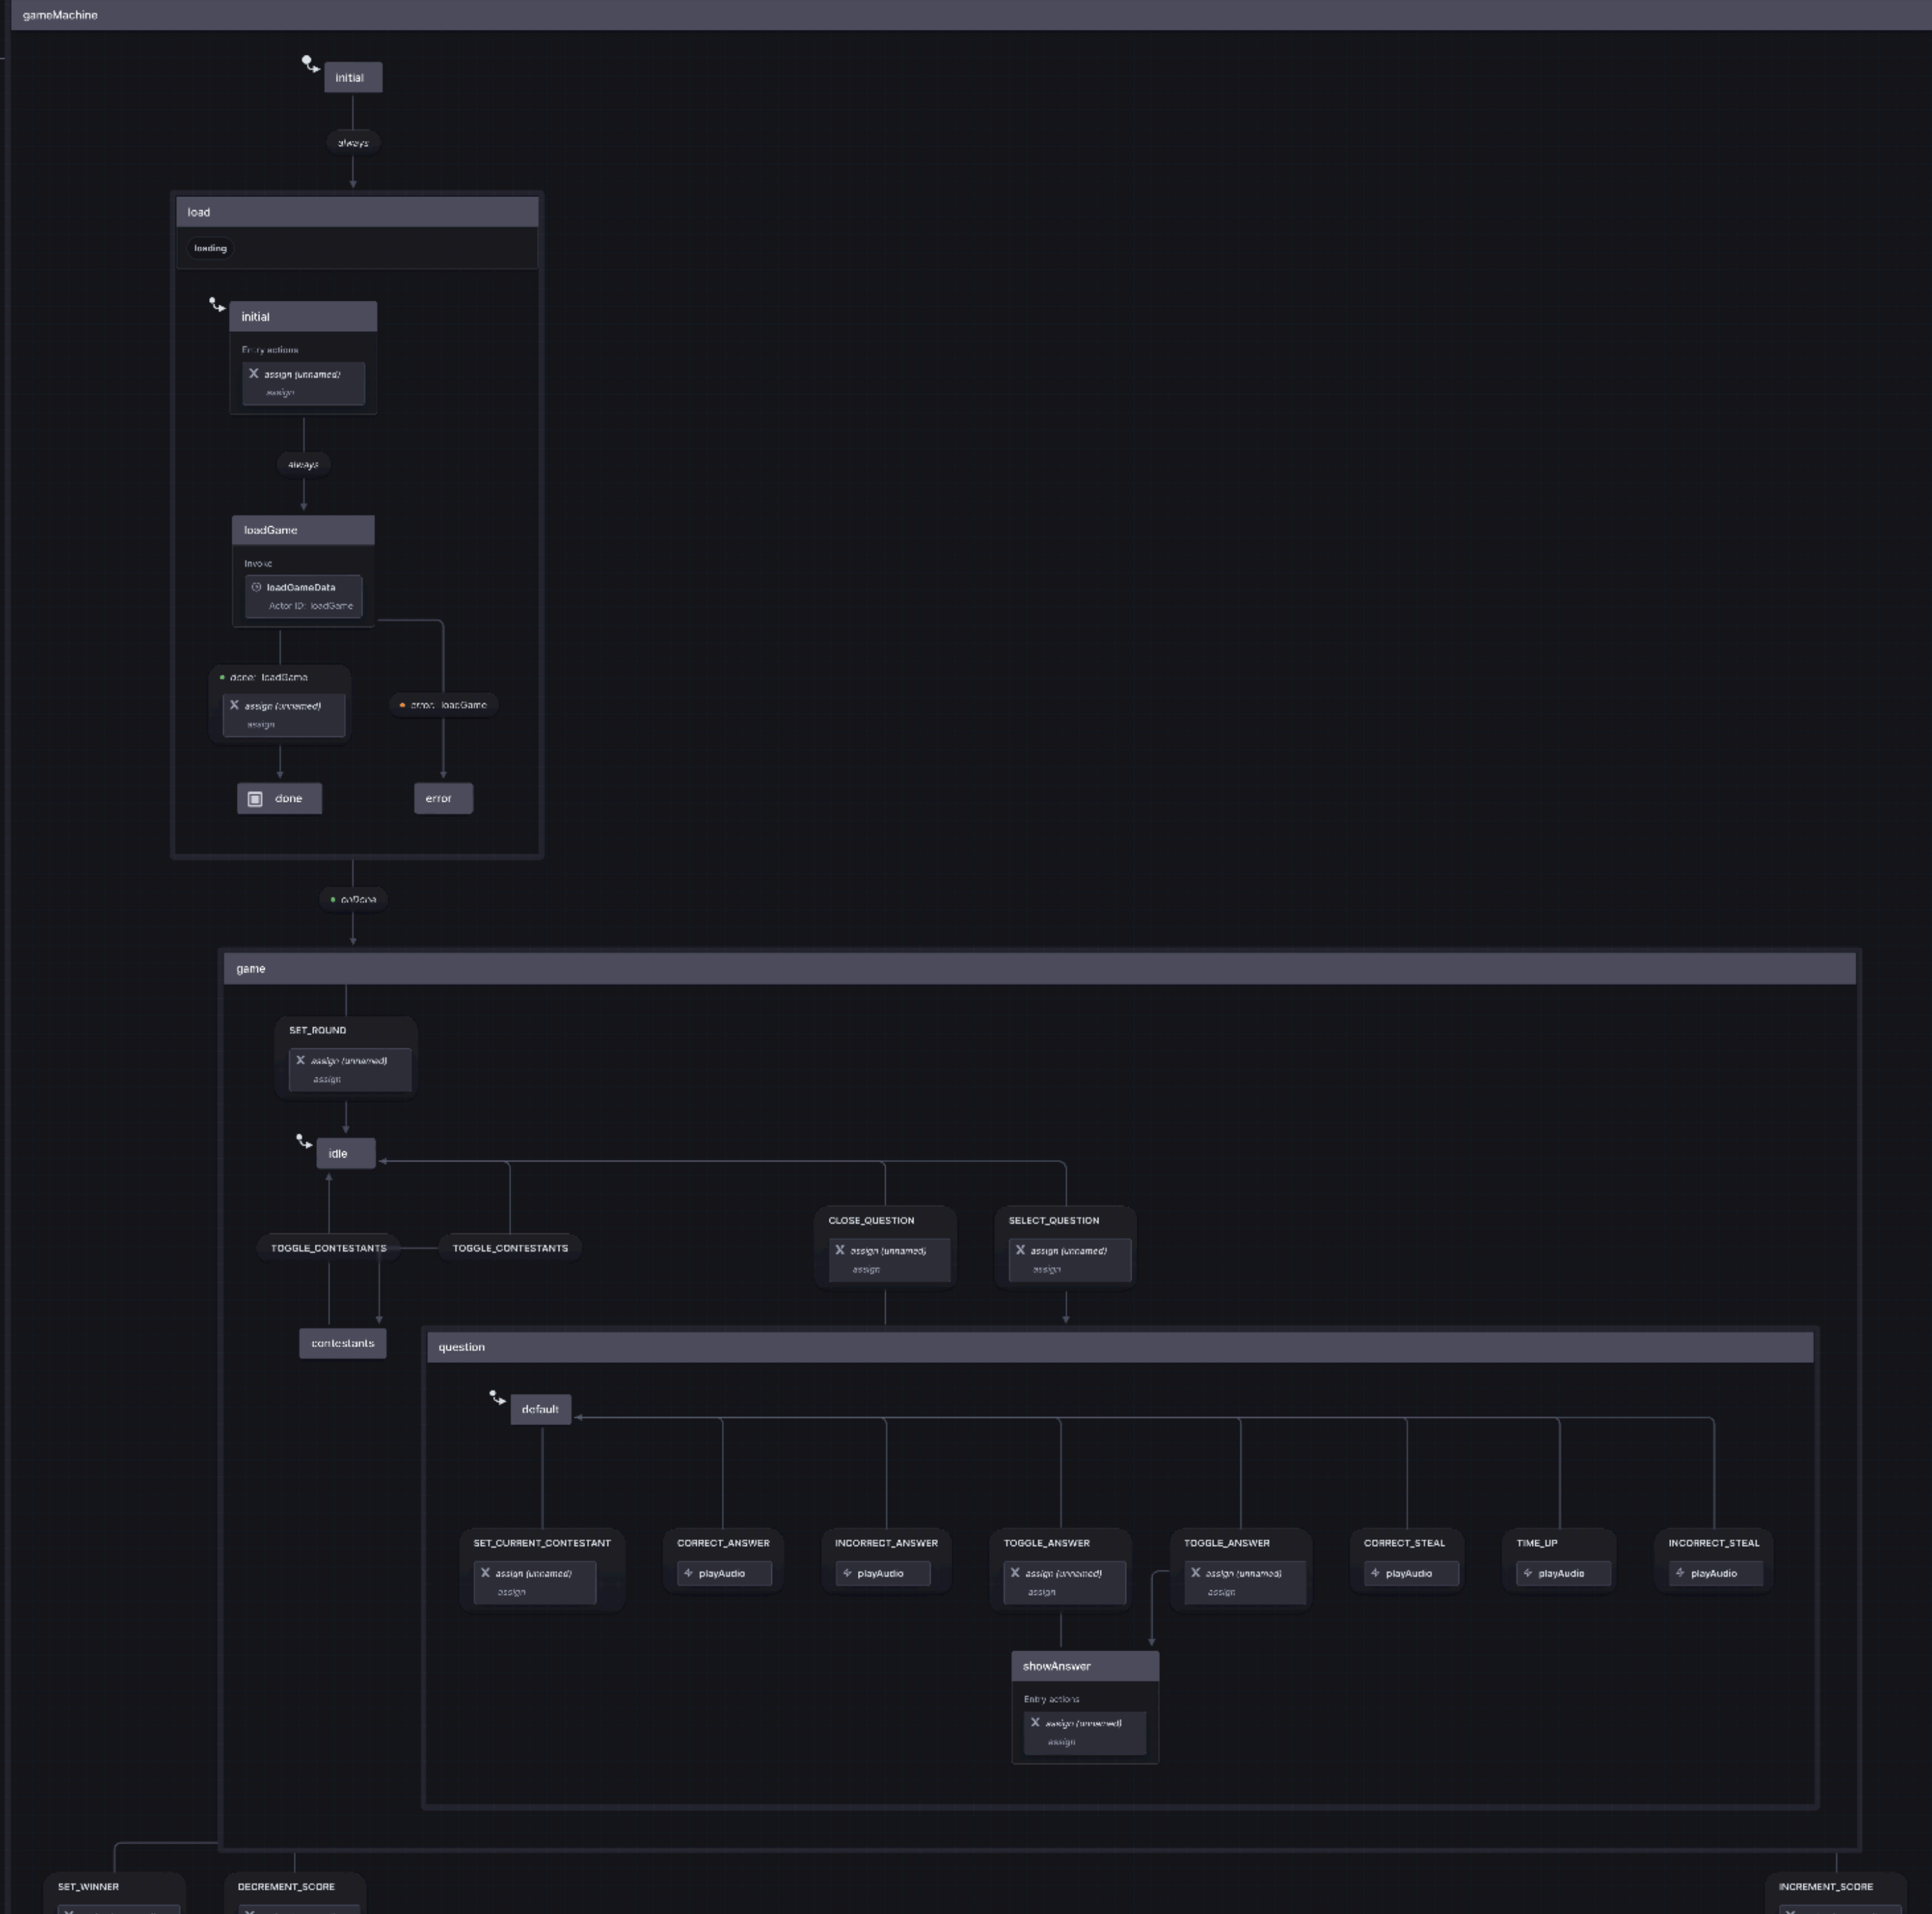 gameMachine
initial
always
load
loading
initial
Entry actions
assign (unnamed)
assign
always
loadGame
Invoke
loadGameData
Actor ID: loadGame
done: loadGame
assign (unnamed)
assign
error: loadGame
done
error
onDone
game
SET_ROUND
assign (unnamed)
assign
idle
CLOSE_QUESTION
assign (unnamed)
assign
SELECT_QUESTION
assign (unnamed)
assign
TOGGLE_CONTESTANTS
TOGGLE_CONTESTANTS
contestants
question
default
SET_CURRENT_CONTESTANT
assign (unnamed)
assign
CORRECT_ANSWER
playAudio
INCORRECT_ANSWER
playAudio
TOGGLE_ANSWER
assign (unnamed)
assign
TOGGLE_ANSWER
assign (unnamed)
assign
CORRECT_STEAL
playAudio
TIME_UP
playAudio
INCORRECT_STEAL
playAudio
showAnswer
Entry actions
assign (unnamed)
assign
SET_WINNER
DECREMENT_SCORE
INCREMENT_SCORE